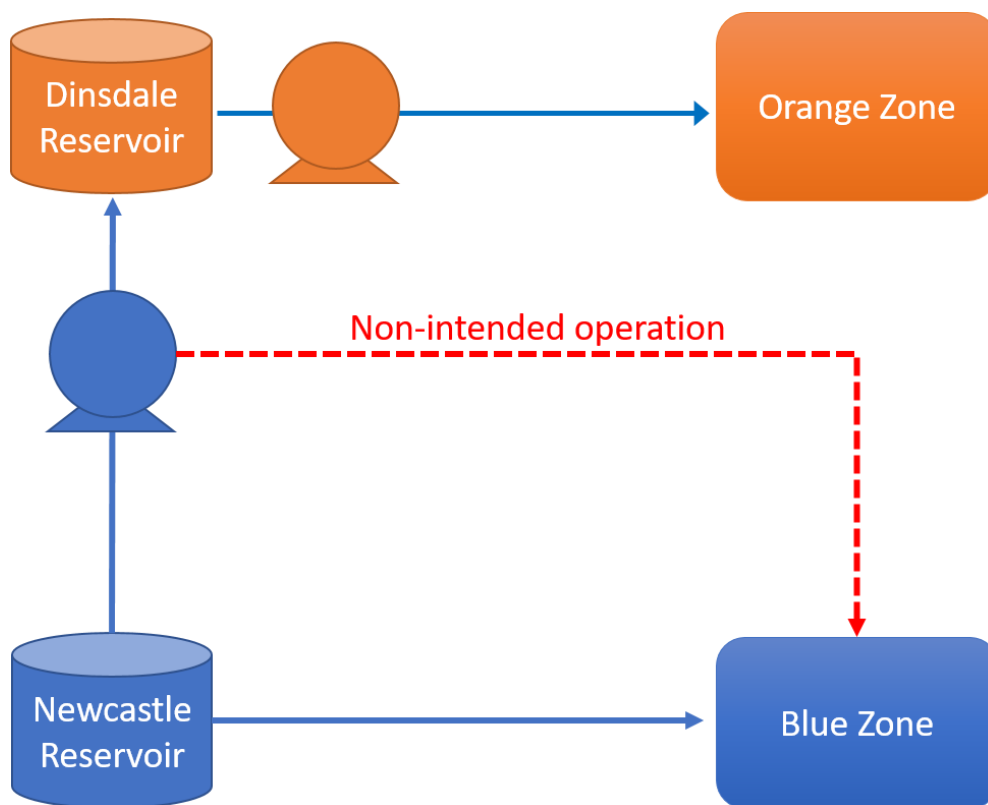 Dinsdale
Reservoir
Orange Zone
Non-intended operation
Newcastle
Reservoir
Blue Zone